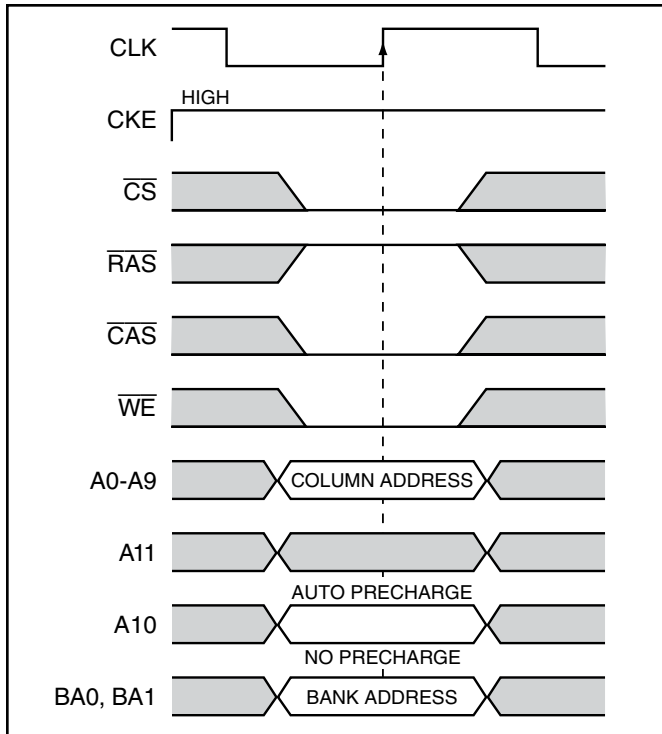 CLK
HIGH
CKE
CS
RAS
CAS
WE
A0-A9 COLUMN ADDRESS
A11
AUTO PRECHARGE
A10
NO PRECHARGE
BA0, BA1 BANK ADDRESS